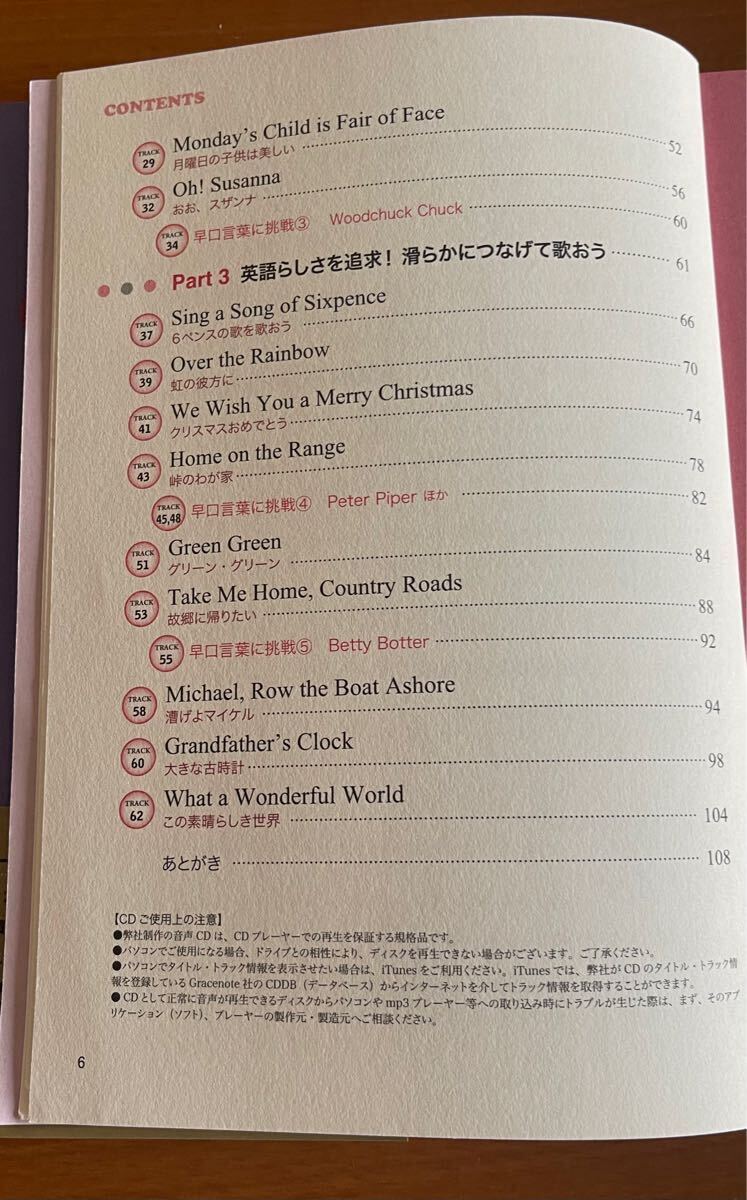 CONTENTS
TRACK 29 Monday's Child is Fair of Face
月曜日の子供は美しい 52
TRACK 32 Oh! Susanna
おお、スザンナ 56
TRACK 34 早口言葉に挑戦③ Woodchuck Chuck 60
Part 3 英語らしさを追求！滑らかにつなげて歌おう 61
TRACK 37 Sing a Song of Sixpence
6ペンスの歌を歌おう 66
TRACK 39 Over the Rainbow
虹の彼方に 70
TRACK 41 We Wish You a Merry Christmas
クリスマスおめでとう 74
TRACK 43 Home on the Range
峠のわが家 78
TRACK 45,48 早口言葉に挑戦④ Peter Piper ほか 82
TRACK 51 Green Green
グリーン・グリーン 84
TRACK 53 Take Me Home, Country Roads
故郷に帰りたい 88
TRACK 55 早口言葉に挑戦⑤ Betty Botter 92
TRACK 58 Michael, Row the Boat Ashore
漕げよマイケル 94
TRACK 60 Grandfather's Clock
大きな古時計 98
TRACK 62 What a Wonderful World
この素晴らしき世界 104
あとがき 108
【CDご使用上の注意】
●弊社制作の音声CDは、CDプレーヤーでの再生を保証する規格品です。
●パソコンでご使用になる場合、ドライブとの相性により、ディスクを再生できない場合がございます。ご了承ください。
●パソコンでタイトル・トラック情報を表示させたい場合は、iTunesをご利用ください。iTunesでは、弊社がCDのタイトル・トラック情
報を登録しているGracenote社のCDDB（データベース）からインターネットを介してトラック情報を取得することができます。
●CDとして正常に音声が再生できるディスクからパソコンやmp3プレーヤー等への取り込み時にトラブルが生じた際は、まず、そのアプ
リケーション（ソフト）、プレーヤーの製作元・製造元へご相談ください。
6